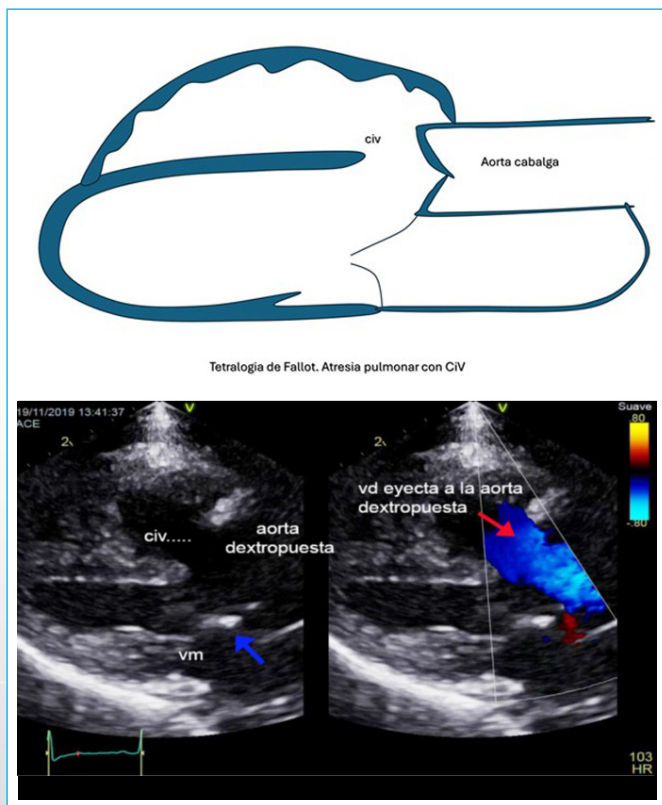 civ
Aorta cabalga
Tetralogia de Fallot. Atresia pulmonar con CiV
19/11/2019 13:41:37
ACE
V
V
Suave
80
2
2
vd eyecta a la aorta
dextropuesta
civ.....
aorta
dextropuesta
-.80
vm
103
HR